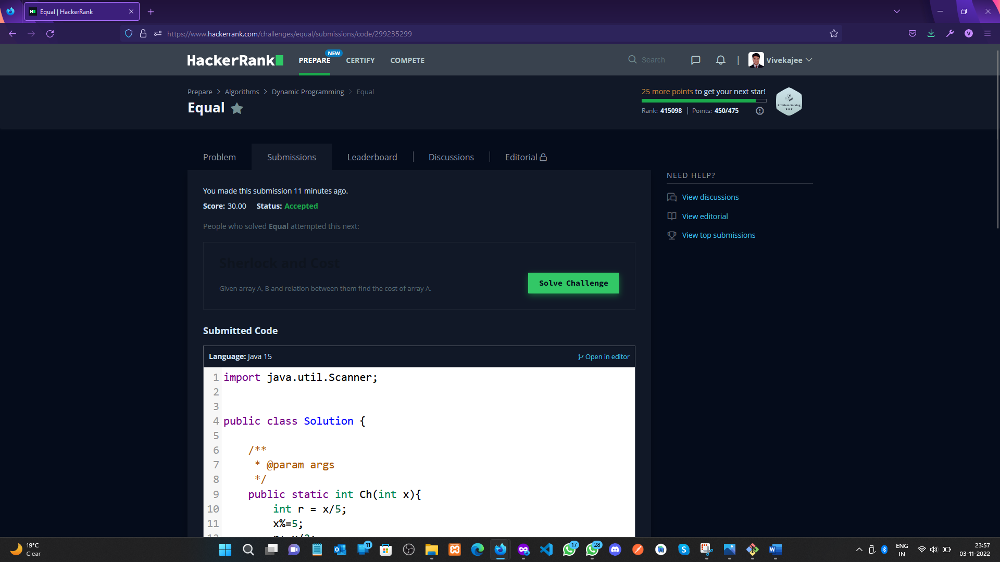 Equal | HackerRank
https://www.hackerrank.com/challenges/equal/submissions/code/299235299
HackerRank
PREPARE
NEW
CERTIFY
COMPETE
Search
Vivekajee
Prepare > Algorithms > Dynamic Programming > Equal
Equal
25 more points to get your next star!
Rank: 415098 | Points: 450/475
Problem Solving
Problem
Submissions
Leaderboard
Discussions
Editorial
You made this submission 11 minutes ago.
Score: 30.00 Status: Accepted
People who solved Equal attempted this next:
Sherlock and Cost
Given array A, B and relation between them find the cost of array A.
Solve Challenge
NEED HELP?
View discussions
View editorial
View top submissions
Submitted Code
Language: Java 15
Open in editor
1 import java.util.Scanner;
2
3
4 public class Solution {
5
6 /**
7 * @param args
8 */
9 public static int Ch(int x){
10 int r = x/5;
11 x%=5;
19°C
Clear
11
17
28
ENG
IN
23:57
03-11-2022